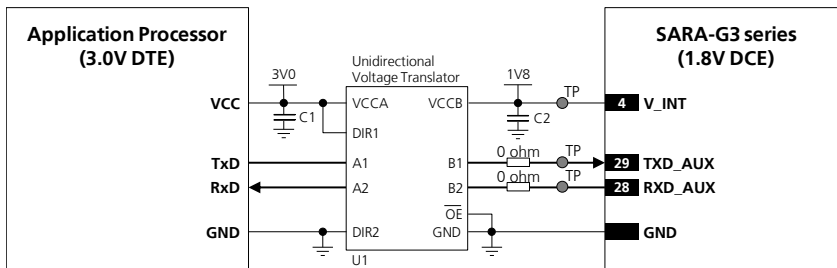 Application Processor
(3.0V DTE)
SARA-G3 series
(1.8V DCE)
Unidirectional
Voltage Translator
3V0
1V8
TP
VCC
VCCA
VCCB
4
V_INT
C1
C2
DIR1
0 ohm
TP
TxD
A1
B1
29
TXD_AUX
0 ohm
TP
RxD
A2
B2
28
RXD_AUX
OE
GND
DIR2
GND
GND
U1